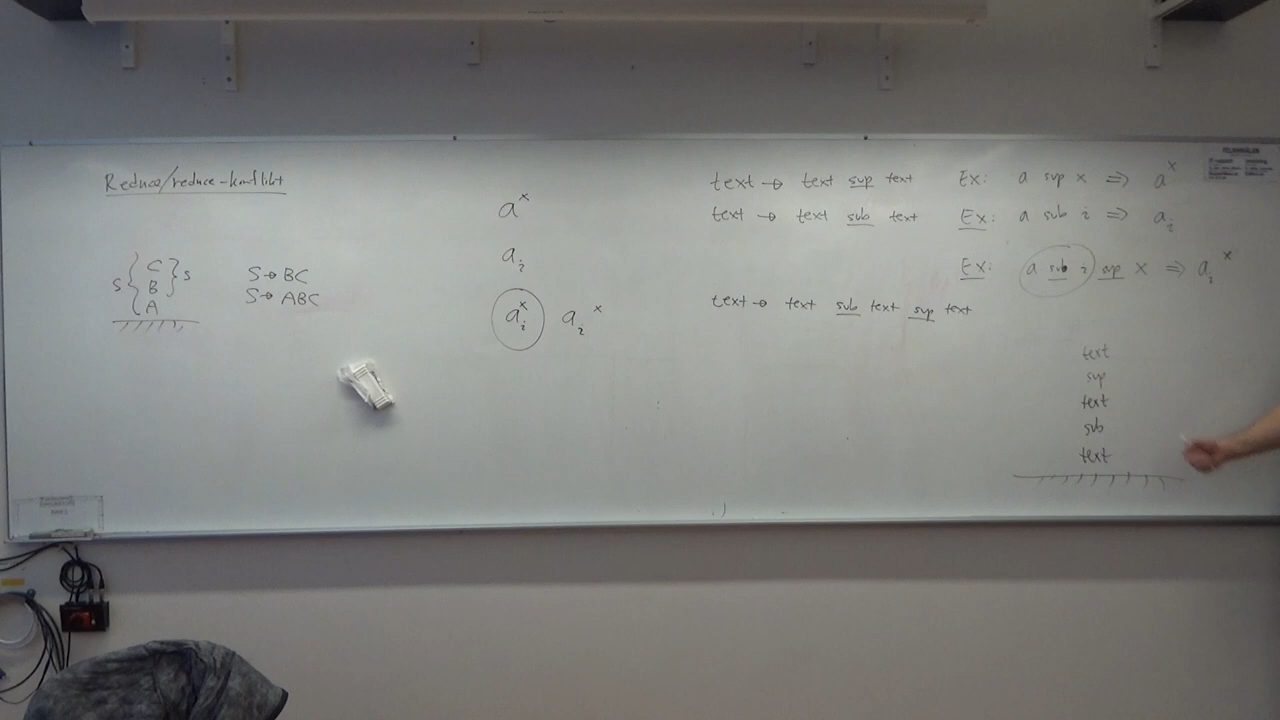 Reduce/reduce-konflikt
S { C } S
B
A
S → BC
S → ABC
a^x
a_i
a_i^x a_i ^x
text → text sup text Ex: a sup x ⇒ a^x
text → text sub text Ex: a sub i ⇒ a_i
Ex: a sub i sup x ⇒ a_i ^x
text → text sub text sup text
text
sup
text
sub
text